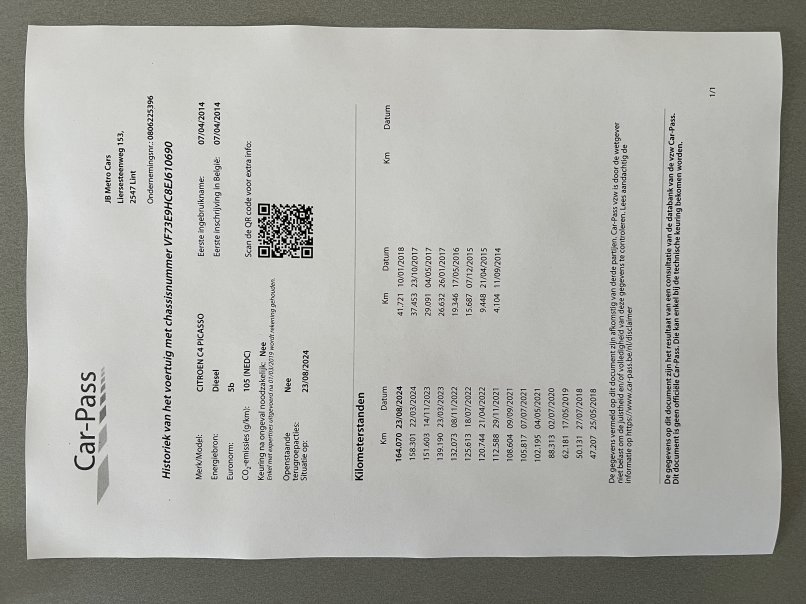 Car-Pass
JB Metro Cars
Liersesteenweg 153,
2547 Lint
Ondernemingsnr.: 0806225396
Historiek van het voertuig met chassisnummer VF73E9HC8EJ610690
Merk/Model: CITROEN C4 PICASSO
Eerste ingebruikname: 07/04/2014
Energiebron: Diesel
Eerste inschrijving in België: 07/04/2014
Euronorm: 5b
CO2-emissies (g/km): 105 (NEDC)
Scan de QR code voor extra info:
Keuring na ongeval noodzakelijk: Nee
Enkel met expertises uitgevoerd na 01/03/2019 wordt rekening gehouden.
Openstaande Nee
terugroepacties:
Situatie op: 23/08/2024
Kilometerstanden
Km Datum Km Datum Km Datum
164.070 23/08/2024 41.721 10/01/2018
158.301 22/03/2024 37.453 23/10/2017
151.603 14/11/2023 29.091 04/05/2017
139.190 23/03/2023 26.632 26/01/2017
132.073 08/11/2022 19.346 17/05/2016
125.613 18/07/2022 15.687 07/12/2015
120.744 21/04/2022 9.448 21/04/2015
112.588 29/11/2021 4.104 11/09/2014
108.604 09/09/2021
105.817 07/07/2021
102.195 04/05/2021
88.313 02/07/2020
62.181 17/05/2019
50.131 27/07/2018
47.207 25/05/2018
De gegevens vermeld op dit document zijn afkomstig van derde partijen. Car-Pass vzw is door de wetgever
niet belast om de juistheid en/of volledigheid van deze gegevens te controleren. Lees aandachtig de
informatie op https://www.car-pass.be/nl/disclaimer
De gegevens op dit document zijn het resultaat van een consultatie van de databank van de vzw Car-Pass.
Dit document is geen officiële Car-Pass. Die kan enkel bij de technische keuring bekomen worden.
1/1